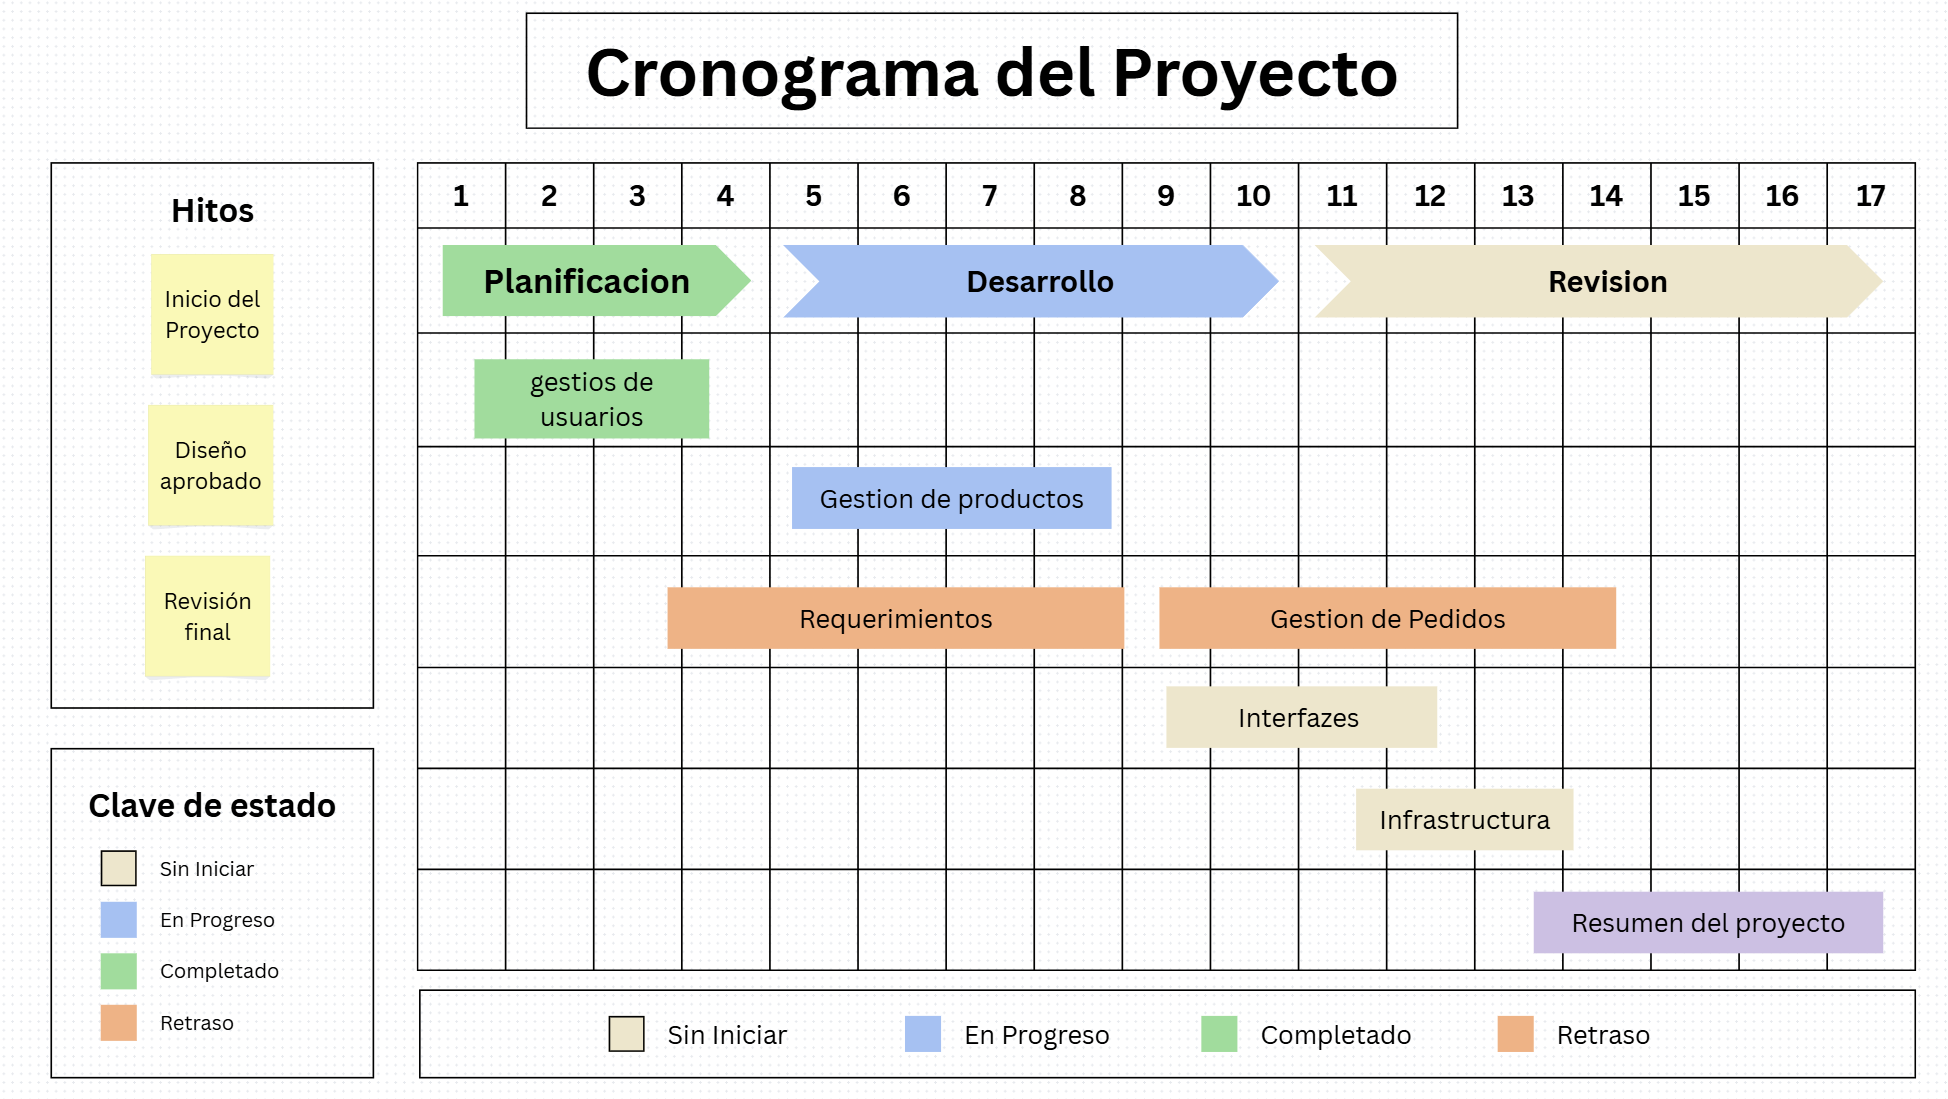 Cronograma del Proyecto
Hitos
Inicio del
Proyecto
Diseño
aprobado
Revisión
final
Clave de estado
Sin Iniciar
En Progreso
Completado
Retraso
1 2 3 4 5 6 7 8 9 10 11 12 13 14 15 16 17
Planificacion Desarrollo Revision
gestios de
usuarios
Gestion de productos
Requerimientos Gestion de Pedidos
Interfazes
Infrastructura
Resumen del proyecto
Sin Iniciar En Progreso Completado Retraso